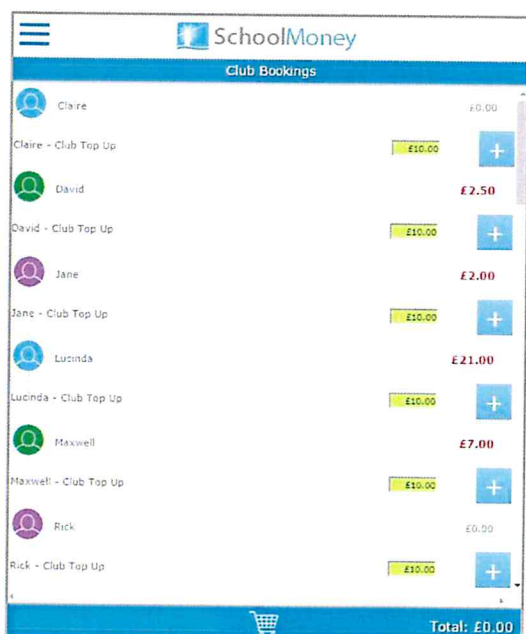 SchoolMoney
Club Bookings
Claire £0.00
Claire - Club Top Up £10.00 +
David £2.50
David - Club Top Up £10.00 +
Jane £2.00
Jane - Club Top Up £10.00 +
Lucinda £21.00
Lucinda - Club Top Up £10.00 +
Maxwell £7.00
Maxwell - Club Top Up £10.00 +
Rick £0.00
Rick - Club Top Up £10.00 +
Total: £0.00